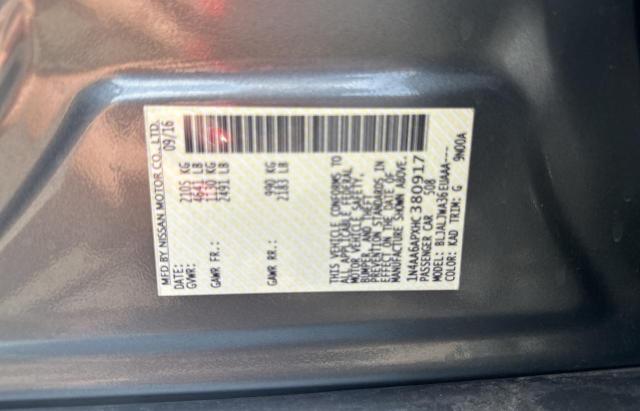 MFD BY NISSAN MOTOR CO., LTD.
DATE: 09/16
GVWR: 2105 KG
4641 LB
GAWR FR.: 1130 KG
2491 LB
GAWR RR.: 990 KG
2183 LB
THIS VEHICLE CONFORMS TO
ALL APPLICABLE FEDERAL
MOTOR VEHICLE SAFETY,
BUMPER, AND THEFT
PREVENTION STANDARDS IN
EFFECT ON THE DATE OF
MANUFACTURE SHOWN ABOVE.
1N4AA6APXHC380917
PASSENGER CAR 508
MODEL: BLJALJWA36EUAAA----
COLOR: KAD TRIM: G 9N00A